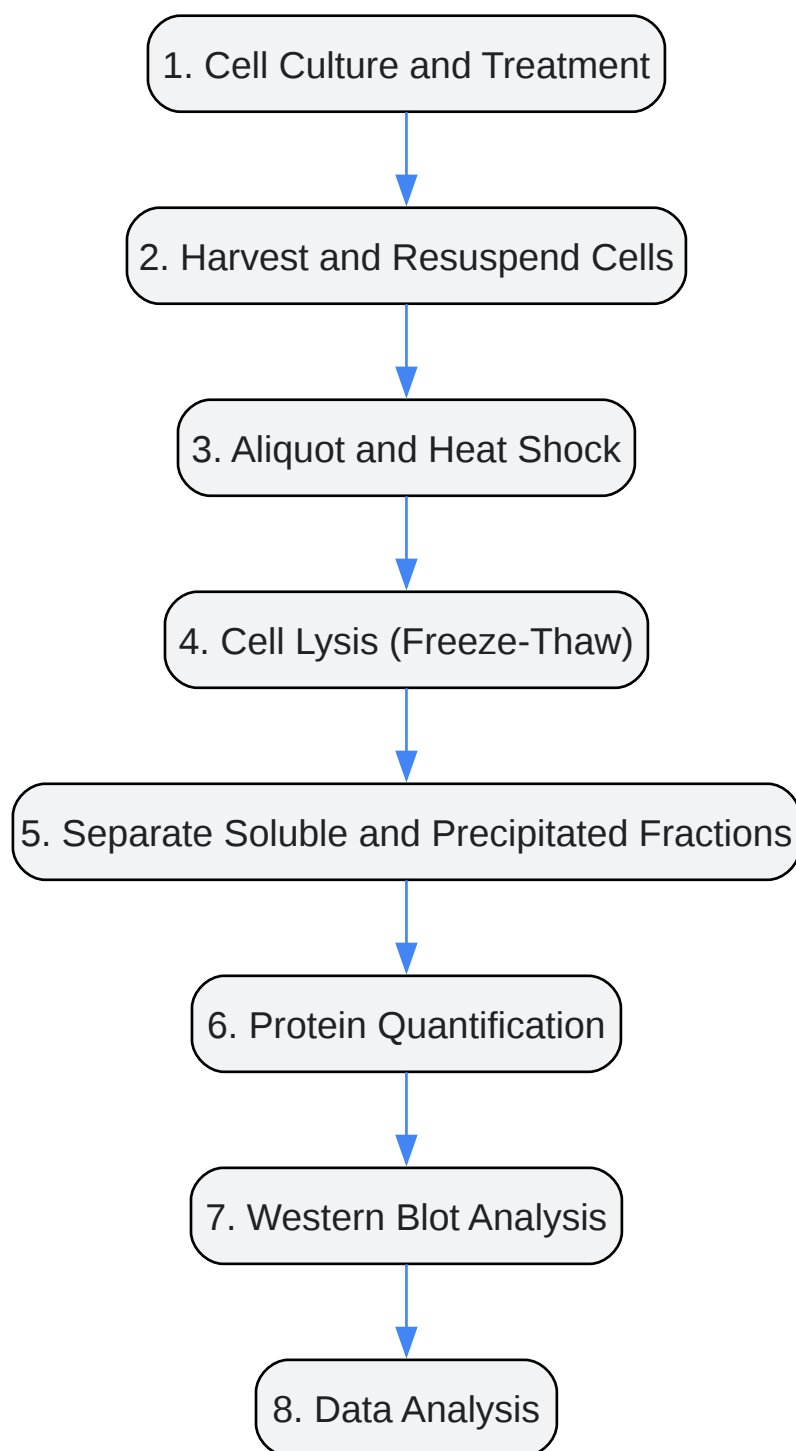 1. Cell Culture and Treatment
2. Harvest and Resuspend Cells
3. Aliquot and Heat Shock
4. Cell Lysis (Freeze-Thaw)
5. Separate Soluble and Precipitated Fractions
6. Protein Quantification
7. Western Blot Analysis
8. Data Analysis